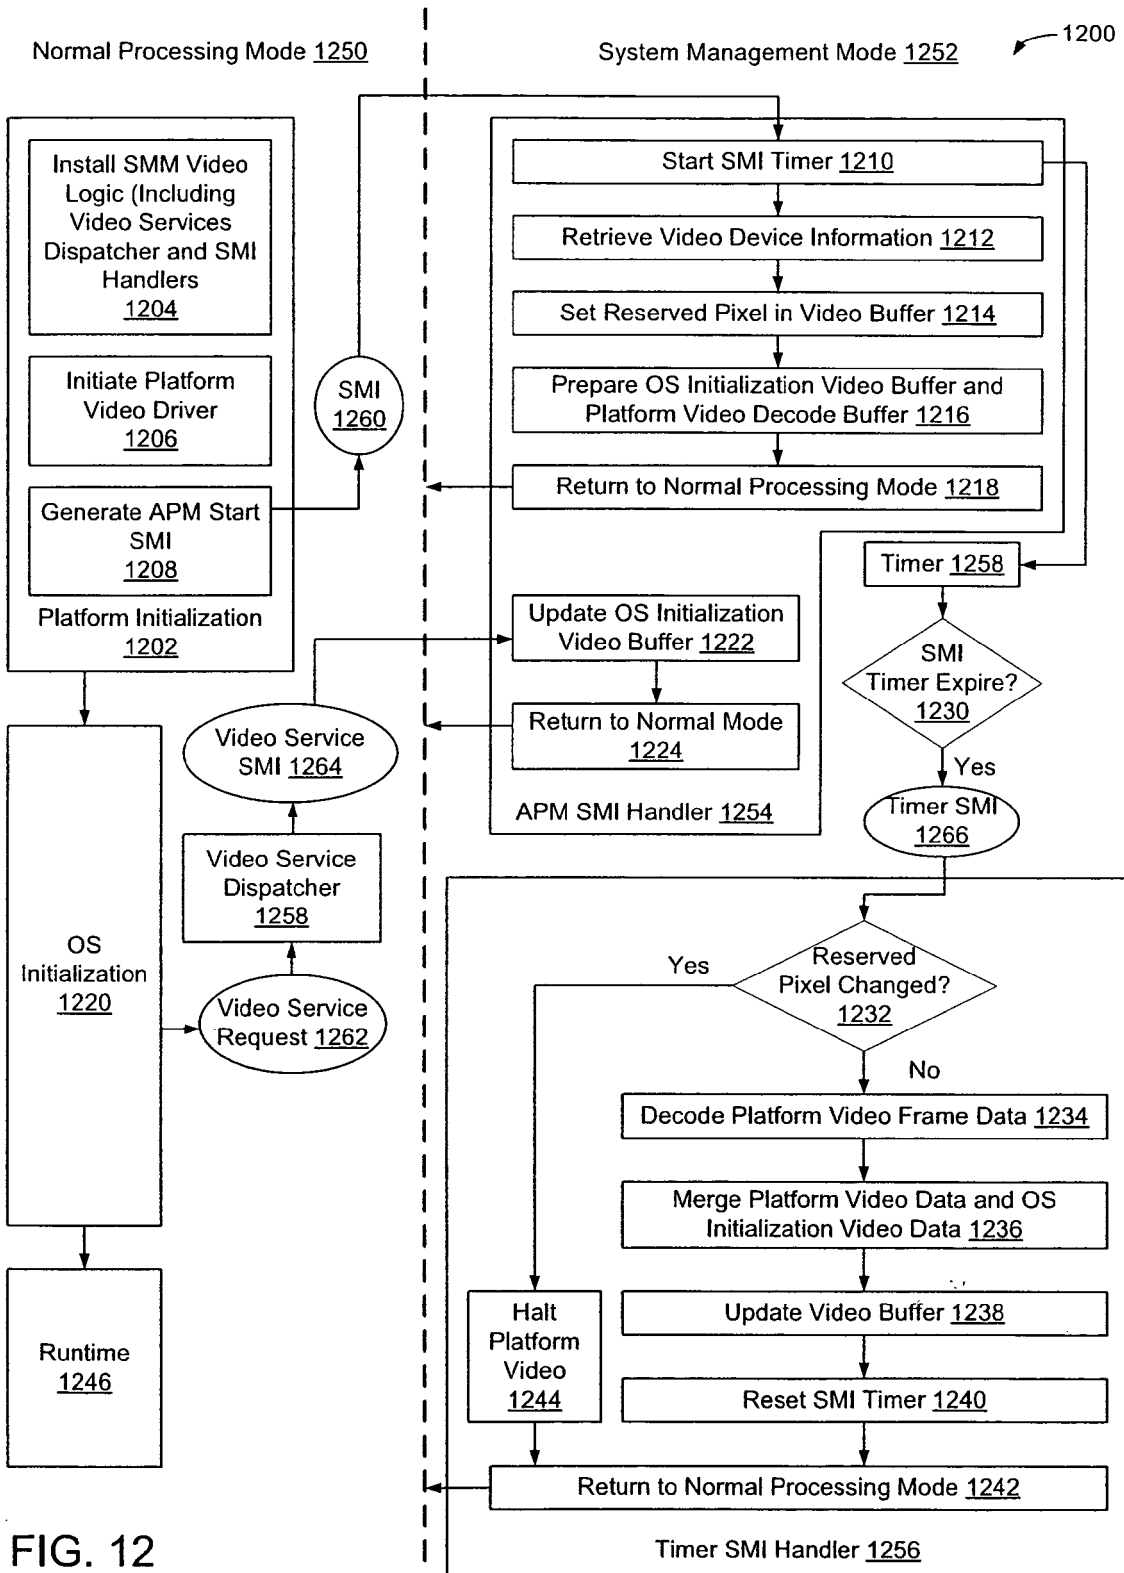 Normal Processing Mode 1250
System Management Mode 1252
1200
Install SMM Video
Logic (Including
Video Services
Dispatcher and SMI
Handlers
1204
Initiate Platform
Video Driver
1206
Generate APM Start
SMI
1208
Platform Initialization
1202
SMI
1260
Start SMI Timer 1210
Retrieve Video Device Information 1212
Set Reserved Pixel in Video Buffer 1214
Prepare OS Initialization Video Buffer and
Platform Video Decode Buffer 1216
Return to Normal Processing Mode 1218
Timer 1258
SMI
Timer Expire?
1230
Yes
Timer SMI
1266
Update OS Initialization
Video Buffer 1222
Return to Normal Mode
1224
APM SMI Handler 1254
Video Service
SMI 1264
Video Service
Dispatcher
1258
Video Service
Request 1262
OS
Initialization
1220
Runtime
1246
Reserved
Pixel Changed?
1232
Yes
No
Decode Platform Video Frame Data 1234
Merge Platform Video Data and OS
Initialization Video Data 1236
Update Video Buffer 1238
Reset SMI Timer 1240
Halt
Platform
Video
1244
Return to Normal Processing Mode 1242
Timer SMI Handler 1256
FIG. 12